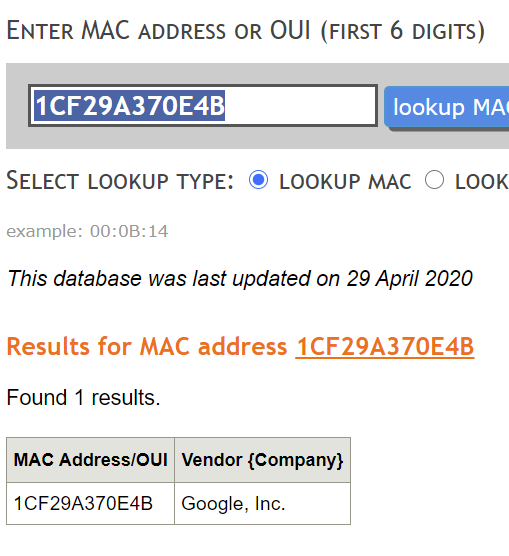 Enter MAC address or OUI (first 6 digits)
1CF29A370E4B lookup MA
Select lookup type: lookup mac look
example: 00:0B:14
This database was last updated on 29 April 2020
Results for MAC address 1CF29A370E4B
Found 1 results.
MAC Address/OUI Vendor {Company}
1CF29A370E4B Google, Inc.